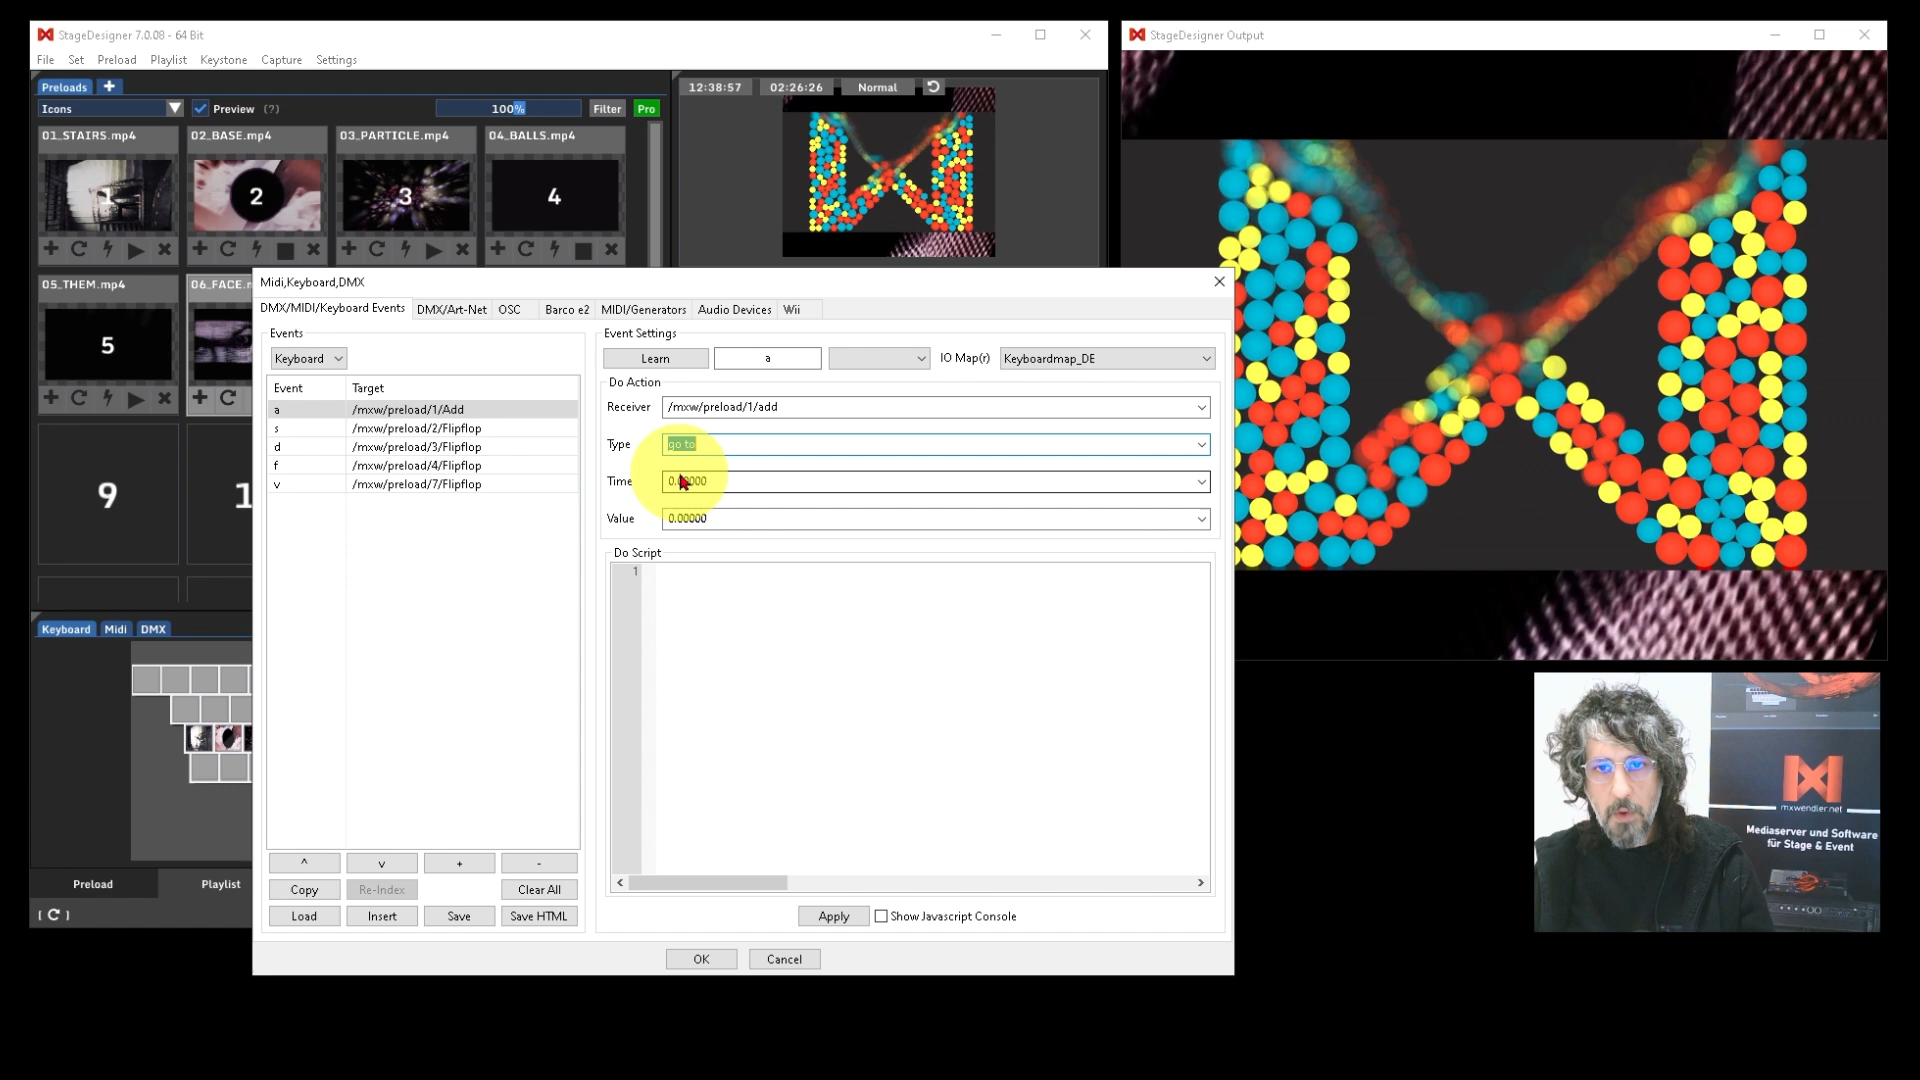 StageDesigner 7.0.08 - 64 Bit
File Set Preload Playlist Keystone Capture Settings
Preloads +
Icons Preview (?) 100% Filter Pro
01_STAIRS.mp4 02_BASE.mp4 03_PARTICLE.mp4 04_BALLS.mp4
1 2 3 4
05_THEM.mp4 06_FACE.m
5
9 1
Keyboard Midi DMX
Preload Playlist
12:38:57 02:26:26 Normal
StageDesigner Output
Midi,Keyboard,DMX
DMX/MIDI/Keyboard Events DMX/Art-Net OSC Barco e2 MIDI/Generators Audio Devices Wii
Events
Keyboard
Event Target
a /mxw/preload/1/Add
s /mxw/preload/2/Flipflop
d /mxw/preload/3/Flipflop
f /mxw/preload/4/Flipflop
v /mxw/preload/7/Flipflop
^ v + -
Copy Re-Index Clear All
Load Insert Save Save HTML
Event Settings
Learn a IO Map(r) Keyboardmap_DE
Do Action
Receiver /mxw/preload/1/add
Type go to
Time 0.00000
Value 0.00000
Do Script
1
Apply Show Javascript Console
OK Cancel
mxwendler.net
Mediaserver und Software
für Stage & Event